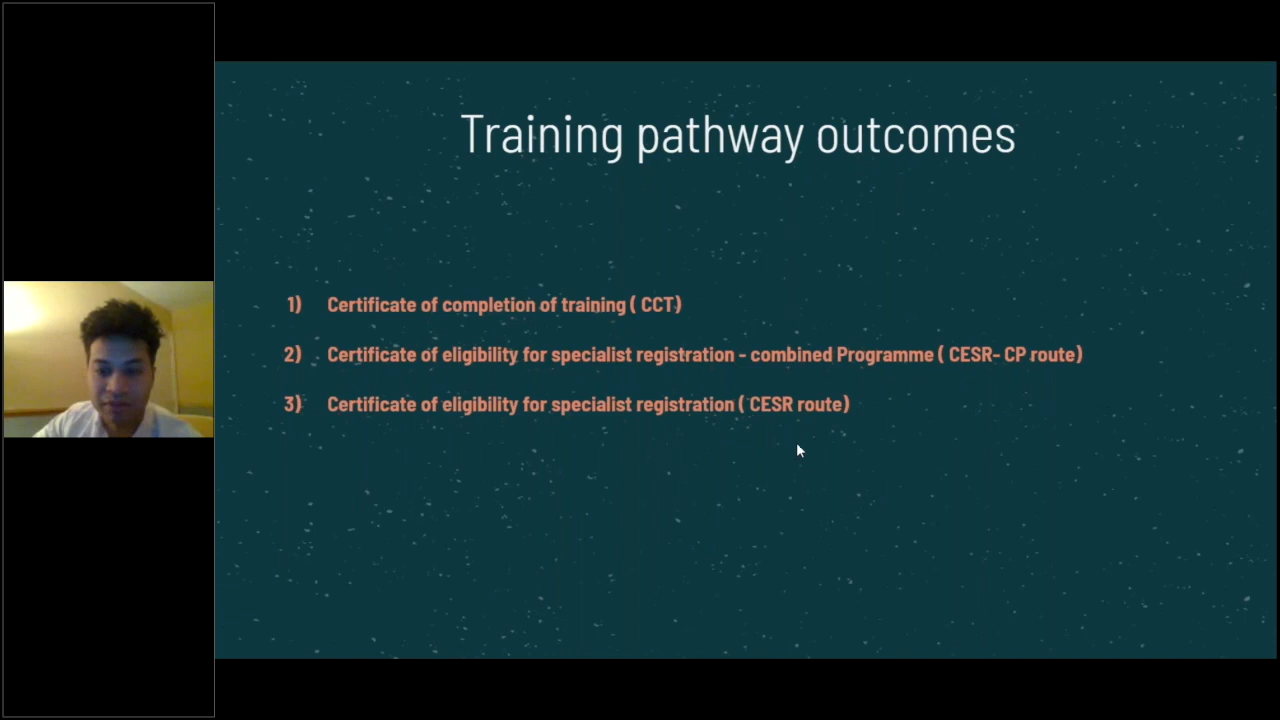 Training pathway outcomes
1) Certificate of completion of training ( CCT)
2) Certificate of eligibility for specialist registration - combined Programme ( CESR- CP route)
3) Certificate of eligibility for specialist registration ( CESR route)